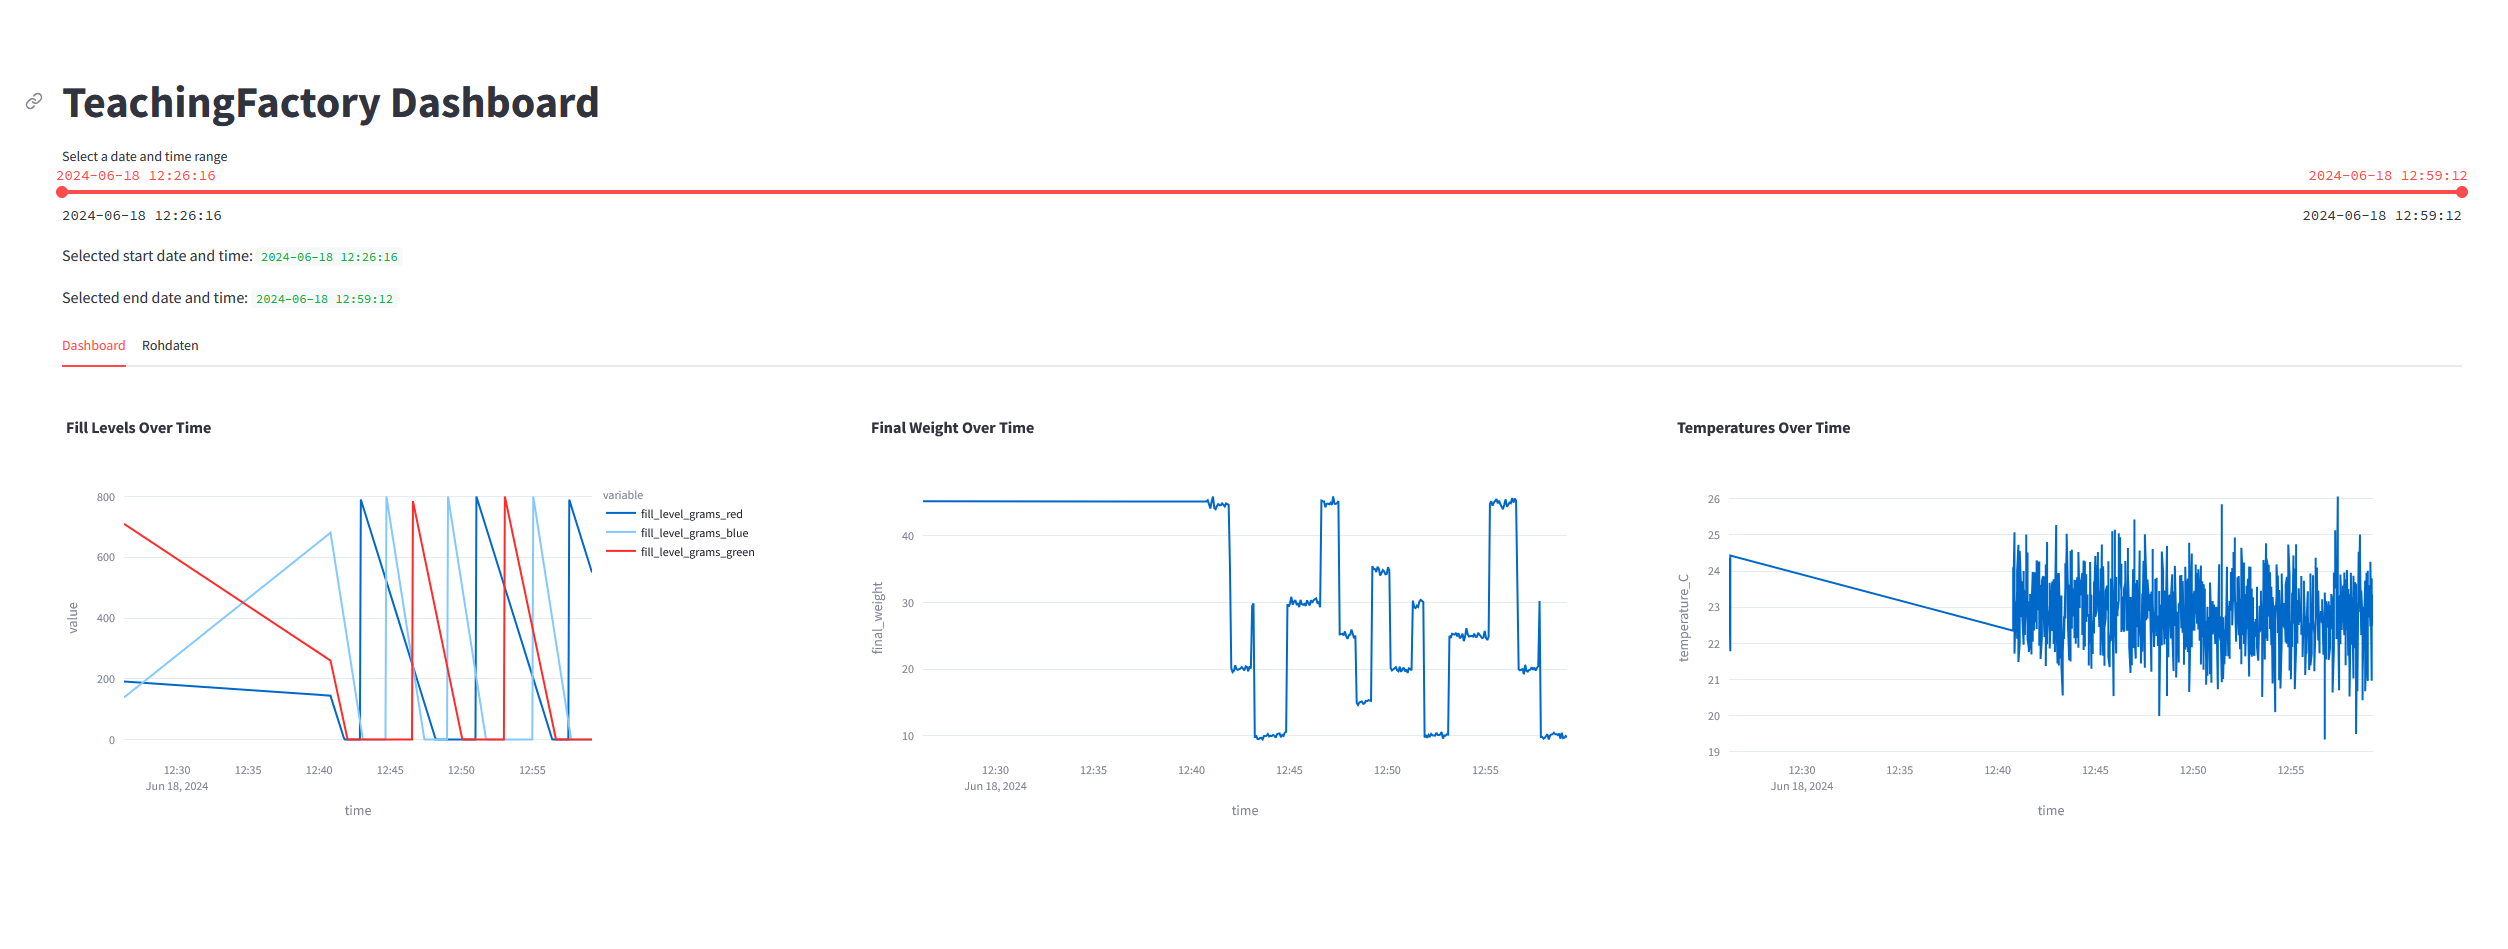 TeachingFactory Dashboard
Select a date and time range
2024-06-18 12:26:16 2024-06-18 12:59:12
2024-06-18 12:26:16 2024-06-18 12:59:12
Selected start date and time: 2024-06-18 12:26:16
Selected end date and time: 2024-06-18 12:59:12
Dashboard Rohdaten
Fill Levels Over Time
value
800
600
400
200
0
12:30 12:35 12:40 12:45 12:50 12:55
Jun 18, 2024
time
variable
fill_level_grams_red
fill_level_grams_blue
fill_level_grams_green
Final Weight Over Time
final_weight
40
30
20
10
12:30 12:35 12:40 12:45 12:50 12:55
Jun 18, 2024
time
Temperatures Over Time
temperature_C
26
25
24
23
22
21
20
19
12:30 12:35 12:40 12:45 12:50 12:55
Jun 18, 2024
time